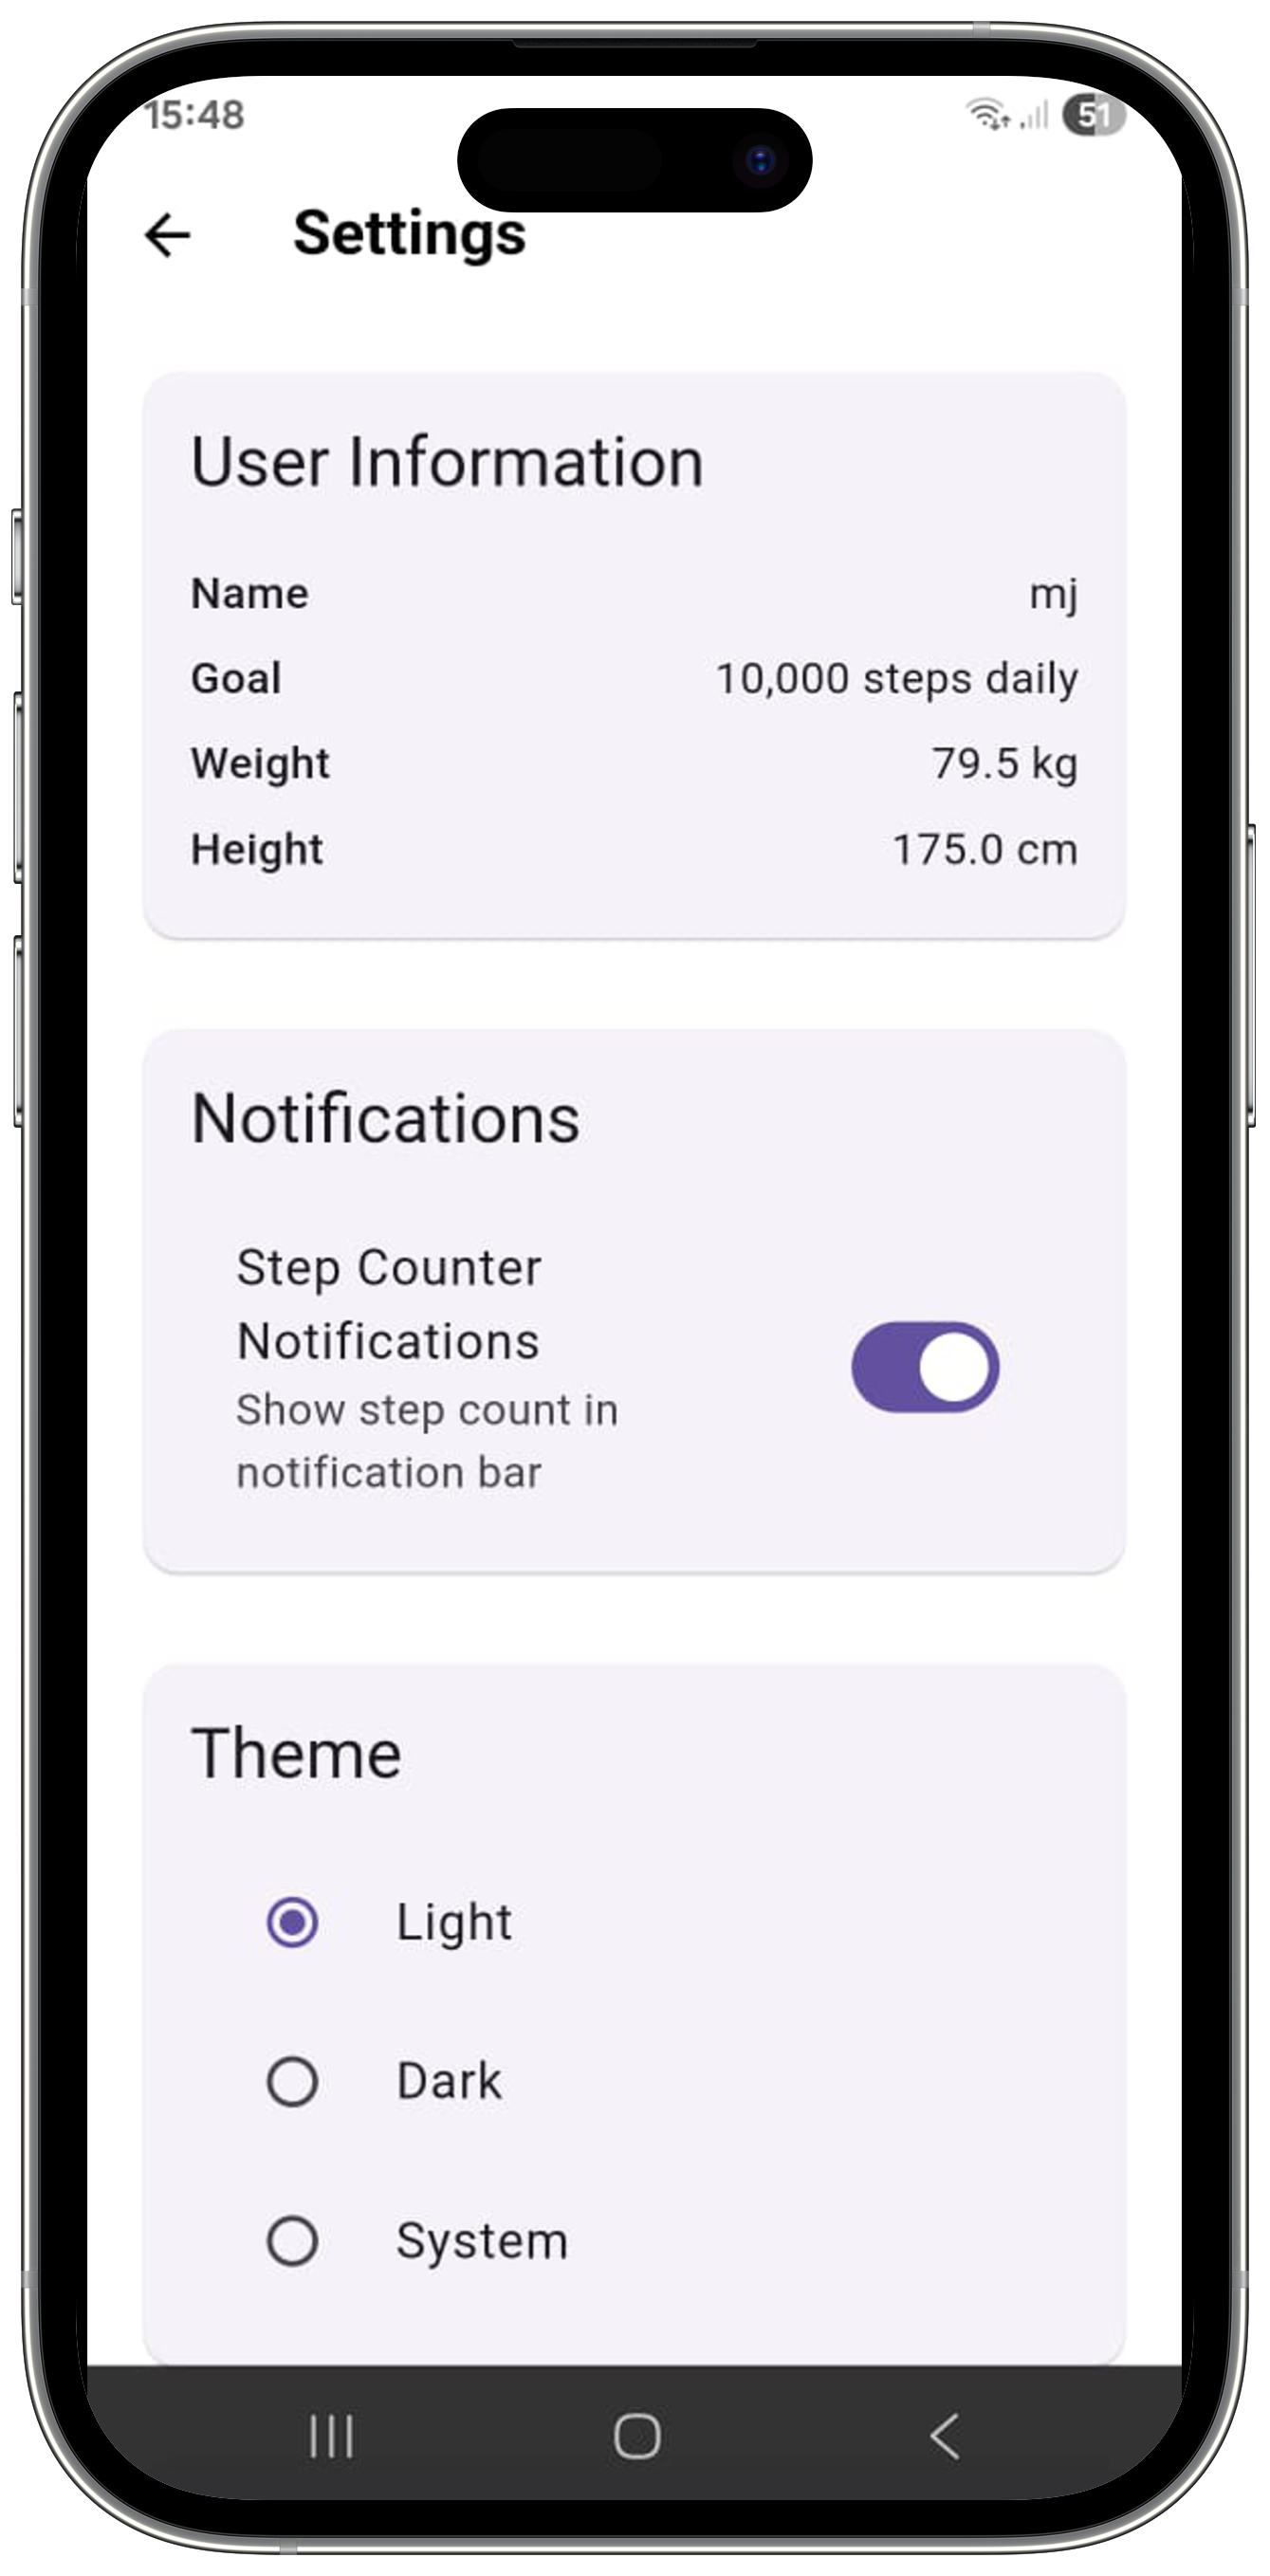 15:48
51
Settings
User Information
Name mj
Goal 10,000 steps daily
Weight 79.5 kg
Height 175.0 cm
Notifications
Step Counter
Notifications
Show step count in
notification bar
Theme
Light
Dark
System